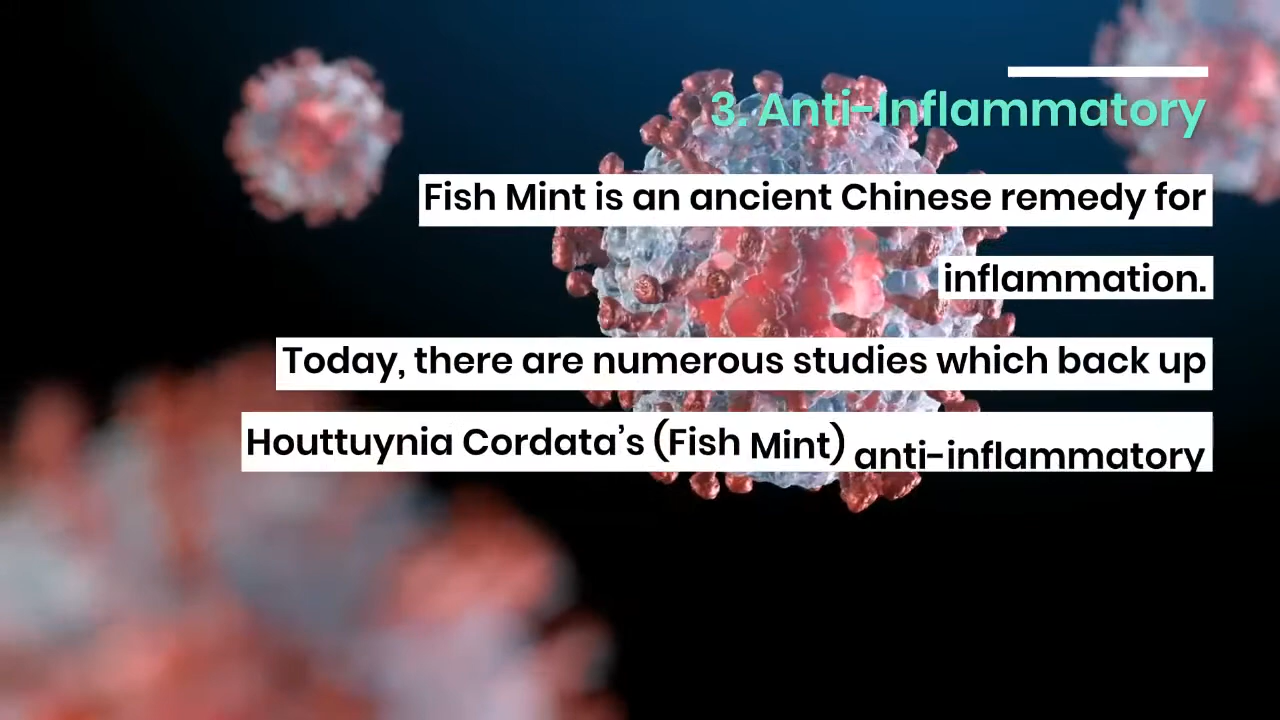 3. Anti-Inflammatory
Fish Mint is an ancient Chinese remedy for
inflammation.
Today, there are numerous studies which back up
Houttuynia Cordata’s (Fish Mint) anti-inflammatory